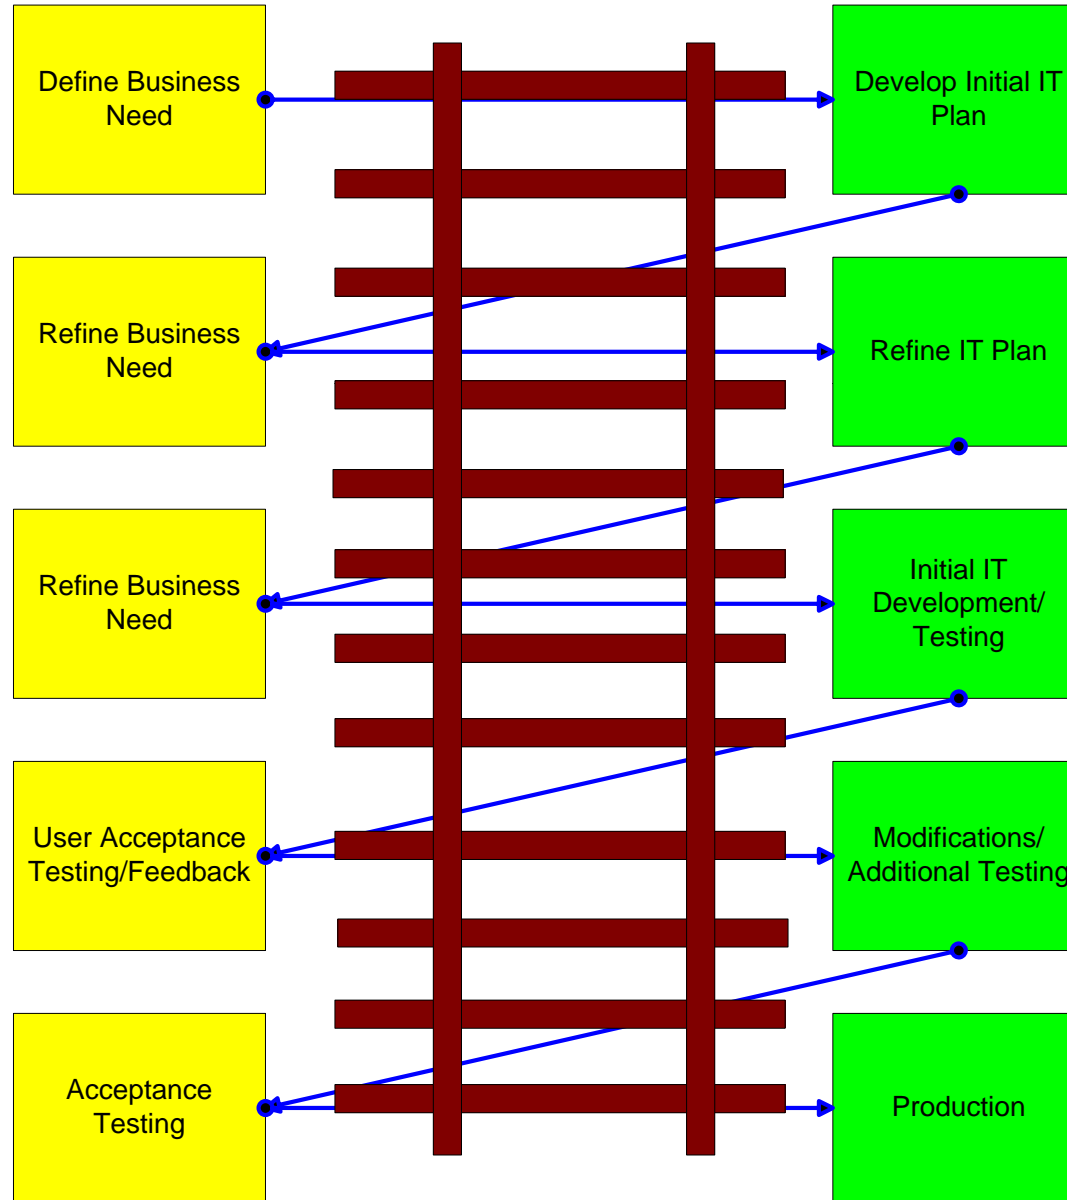 Define Business
Need
Develop Initial IT
Plan
Refine Business
Need
Refine IT Plan
Refine Business
Need
Initial IT
Development/
Testing
User Acceptance
Testing/Feedback
Modifications/
Additional Testing
Acceptance
Testing
Production